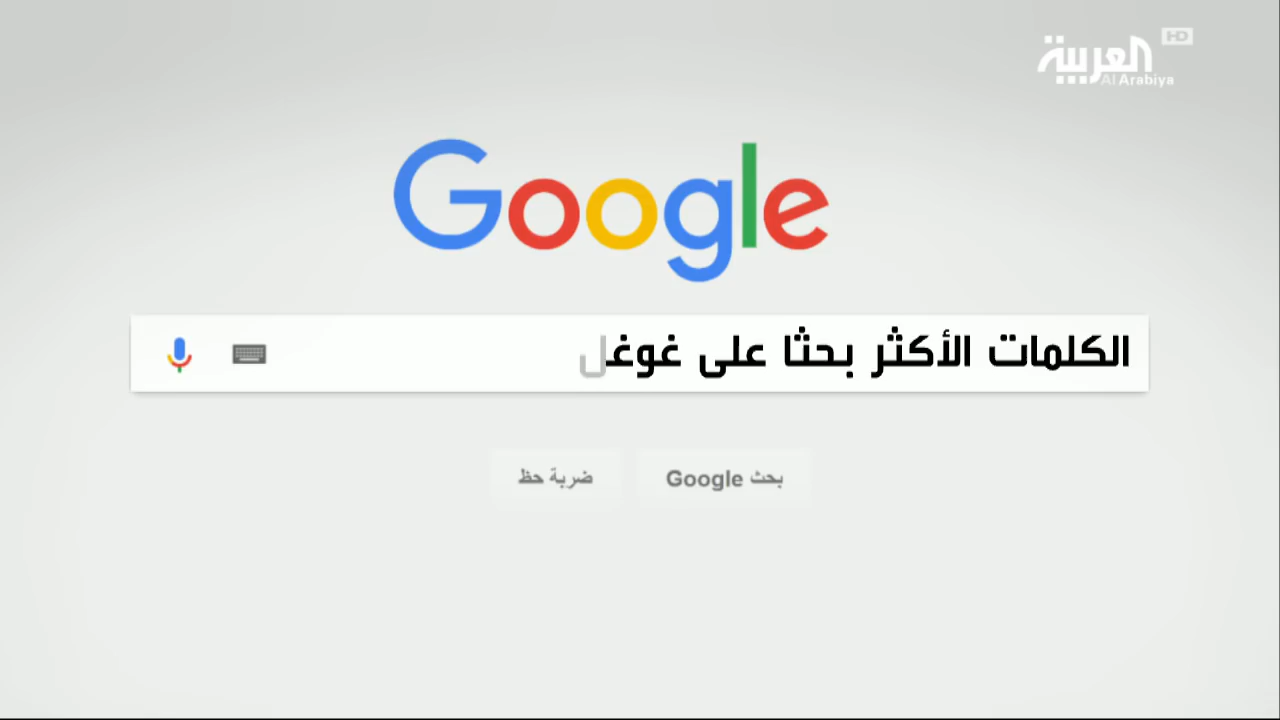 HD
العربية
Al Arabiya
Google
الكلمات الأكثر بحثا على غوغل
بحث Google
ضربة حظ